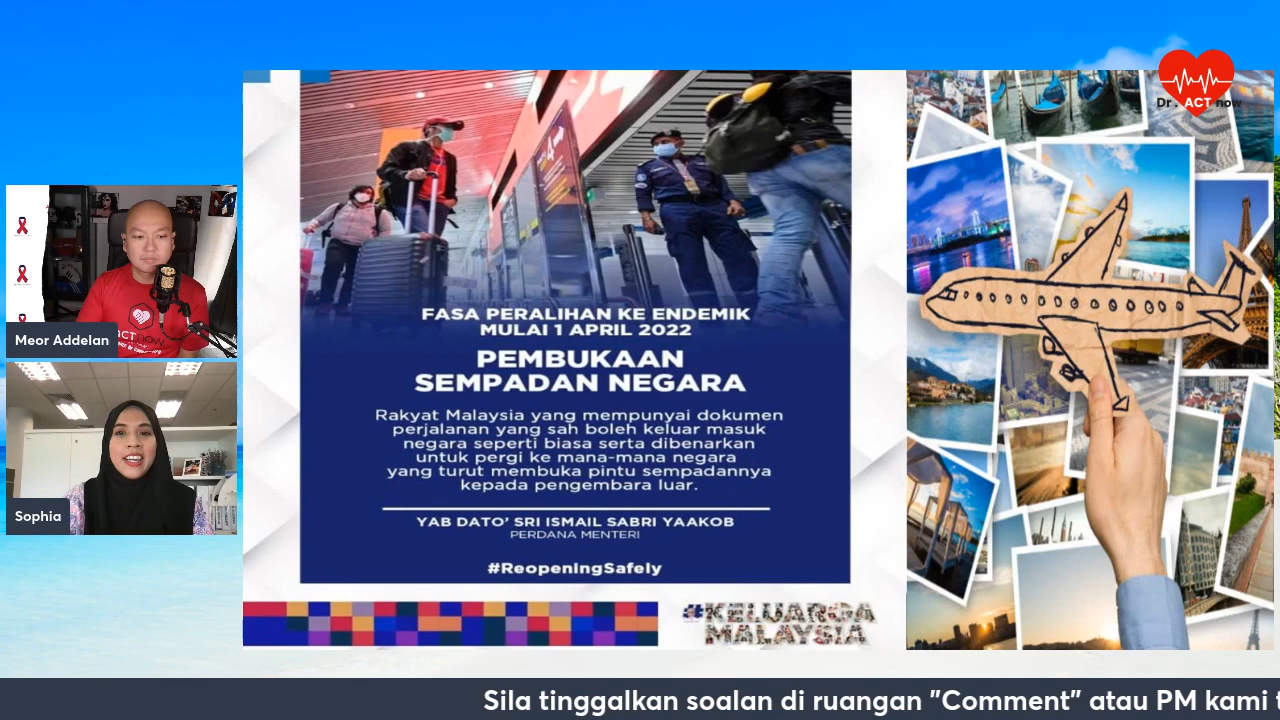 Dr. ACT now
Meor Addelan
Sophia
FASA PERALIHAN KE ENDEMIK
MULAI 1 APRIL 2022
PEMBUKAAN
SEMPADAN NEGARA
Rakyat Malaysia yang mempunyai dokumen
perjalanan yang sah boleh keluar masuk
negara seperti biasa serta dibenarkan
untuk pergi ke mana-mana negara
yang turut membuka pintu sempadannya
kepada pengembara luar.
YAB DATO' SRI ISMAIL SABRI YAAKOB
PERDANA MENTERI
#ReopeningSafely
#KELUARGA
MALAYSIA
Sila tinggalkan soalan di ruangan "Comment" atau PM kami t